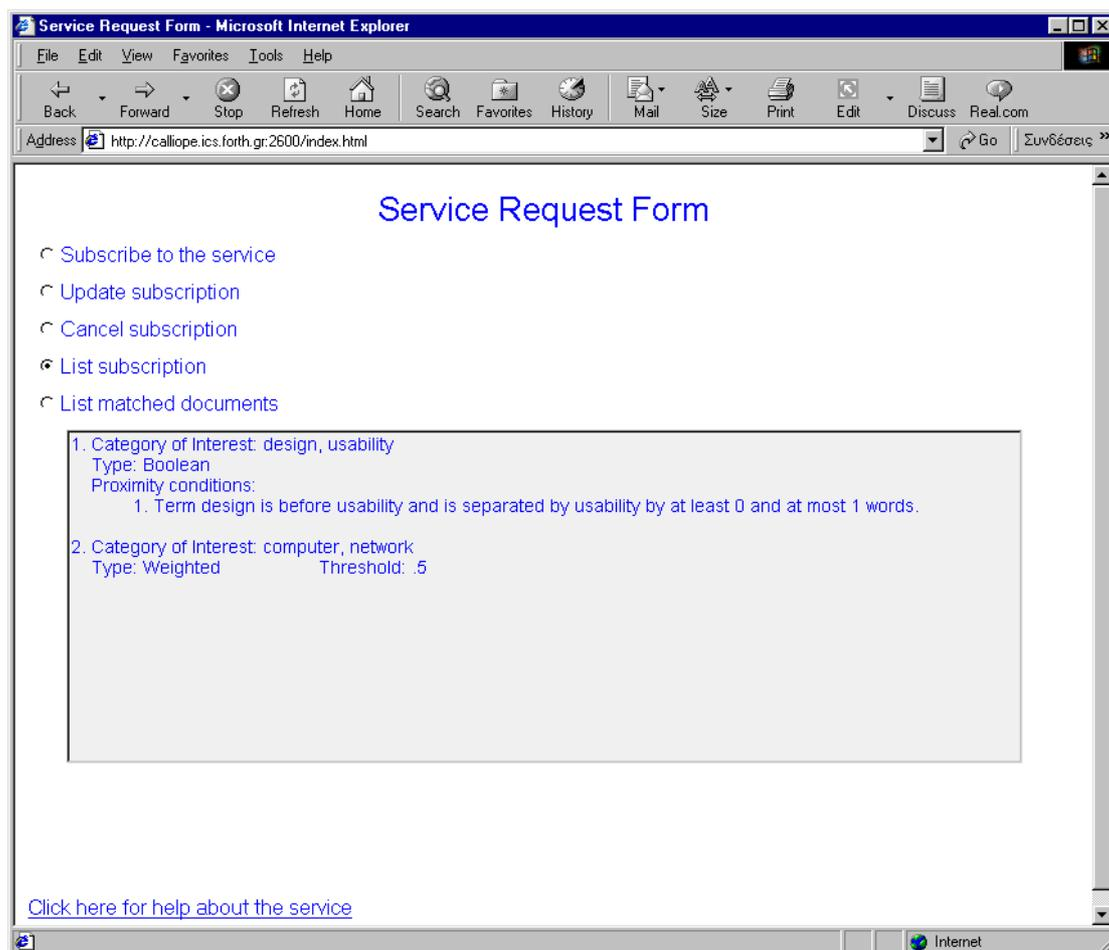 Service Request Form - Microsoft Internet Explorer
File Edit View Favorites Tools Help
Back Forward Stop Refresh Home Search Favorites History Mail Size Print Edit Discuss Real.com
Address http://calliope.ics.forth.gr:2600/index.html Go Συνδέσεις »
Service Request Form
Subscribe to the service
Update subscription
Cancel subscription
List subscription
List matched documents
1. Category of Interest: design, usability
Type: Boolean
Proximity conditions:
1. Term design is before usability and is separated by usability by at least 0 and at most 1 words.
2. Category of Interest: computer, network
Type: Weighted Threshold: .5
Click here for help about the service
Internet